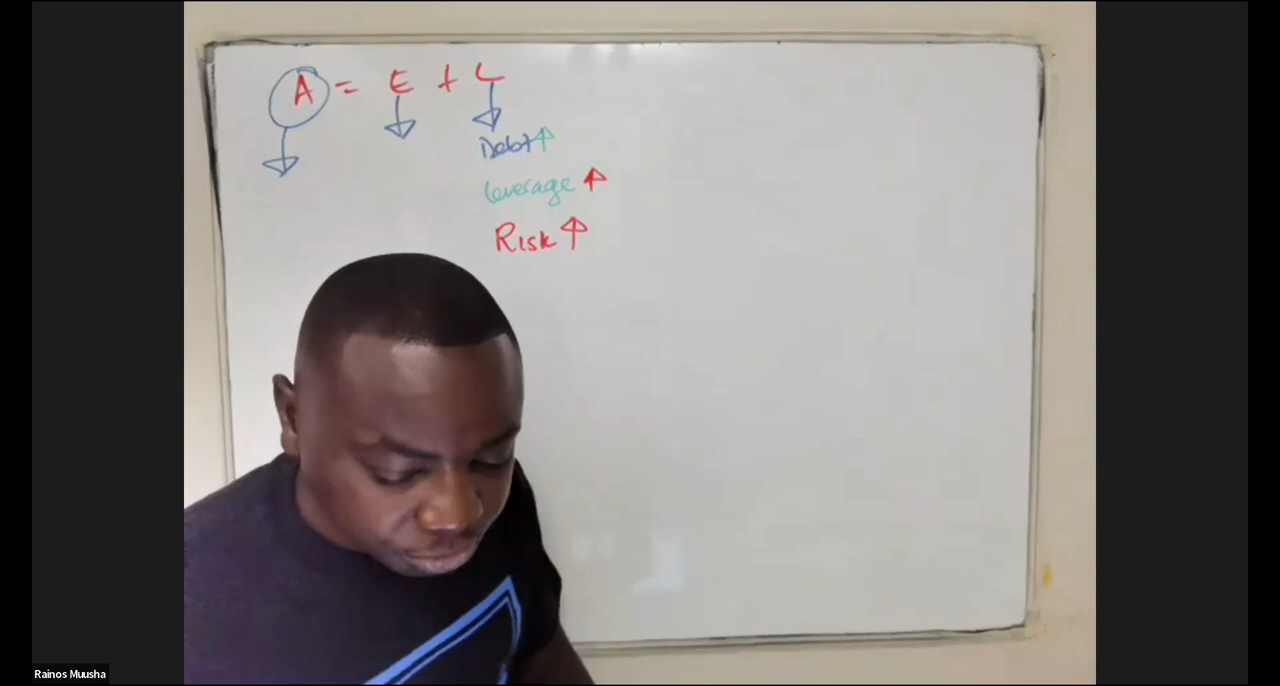 A = E + L
Debt↑
Leverage ↑
Risk ↑
Rainos Muusha